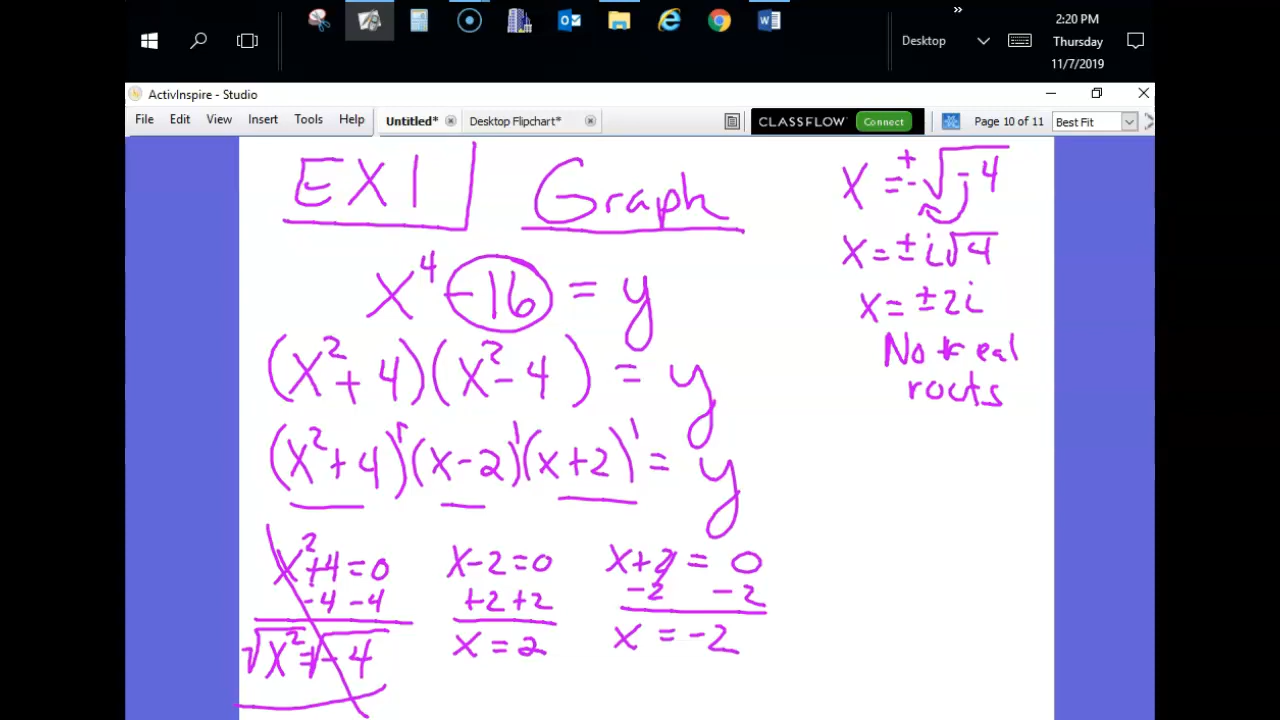 »
2:20 PM
Desktop
Thursday
11/7/2019
ActivInspire - Studio
File Edit View Insert Tools Help
Untitled*
Desktop Flipchart*
CLASSFLOW
Connect
Page 10 of 11
Best Fit
EX1 Graph
x⁴ - 16 = y
(x² + 4)(x² - 4) = y
(x² + 4)¹(x - 2)¹(x + 2)¹ = y
x² + 4 = 0
-4 -4
√x² = √-4
x - 2 = 0
+2 +2
x = 2
x + 2 = 0
-2 -2
x = -2
x = ±√-4
x = ±i√4
x = ±2i
No real
roots